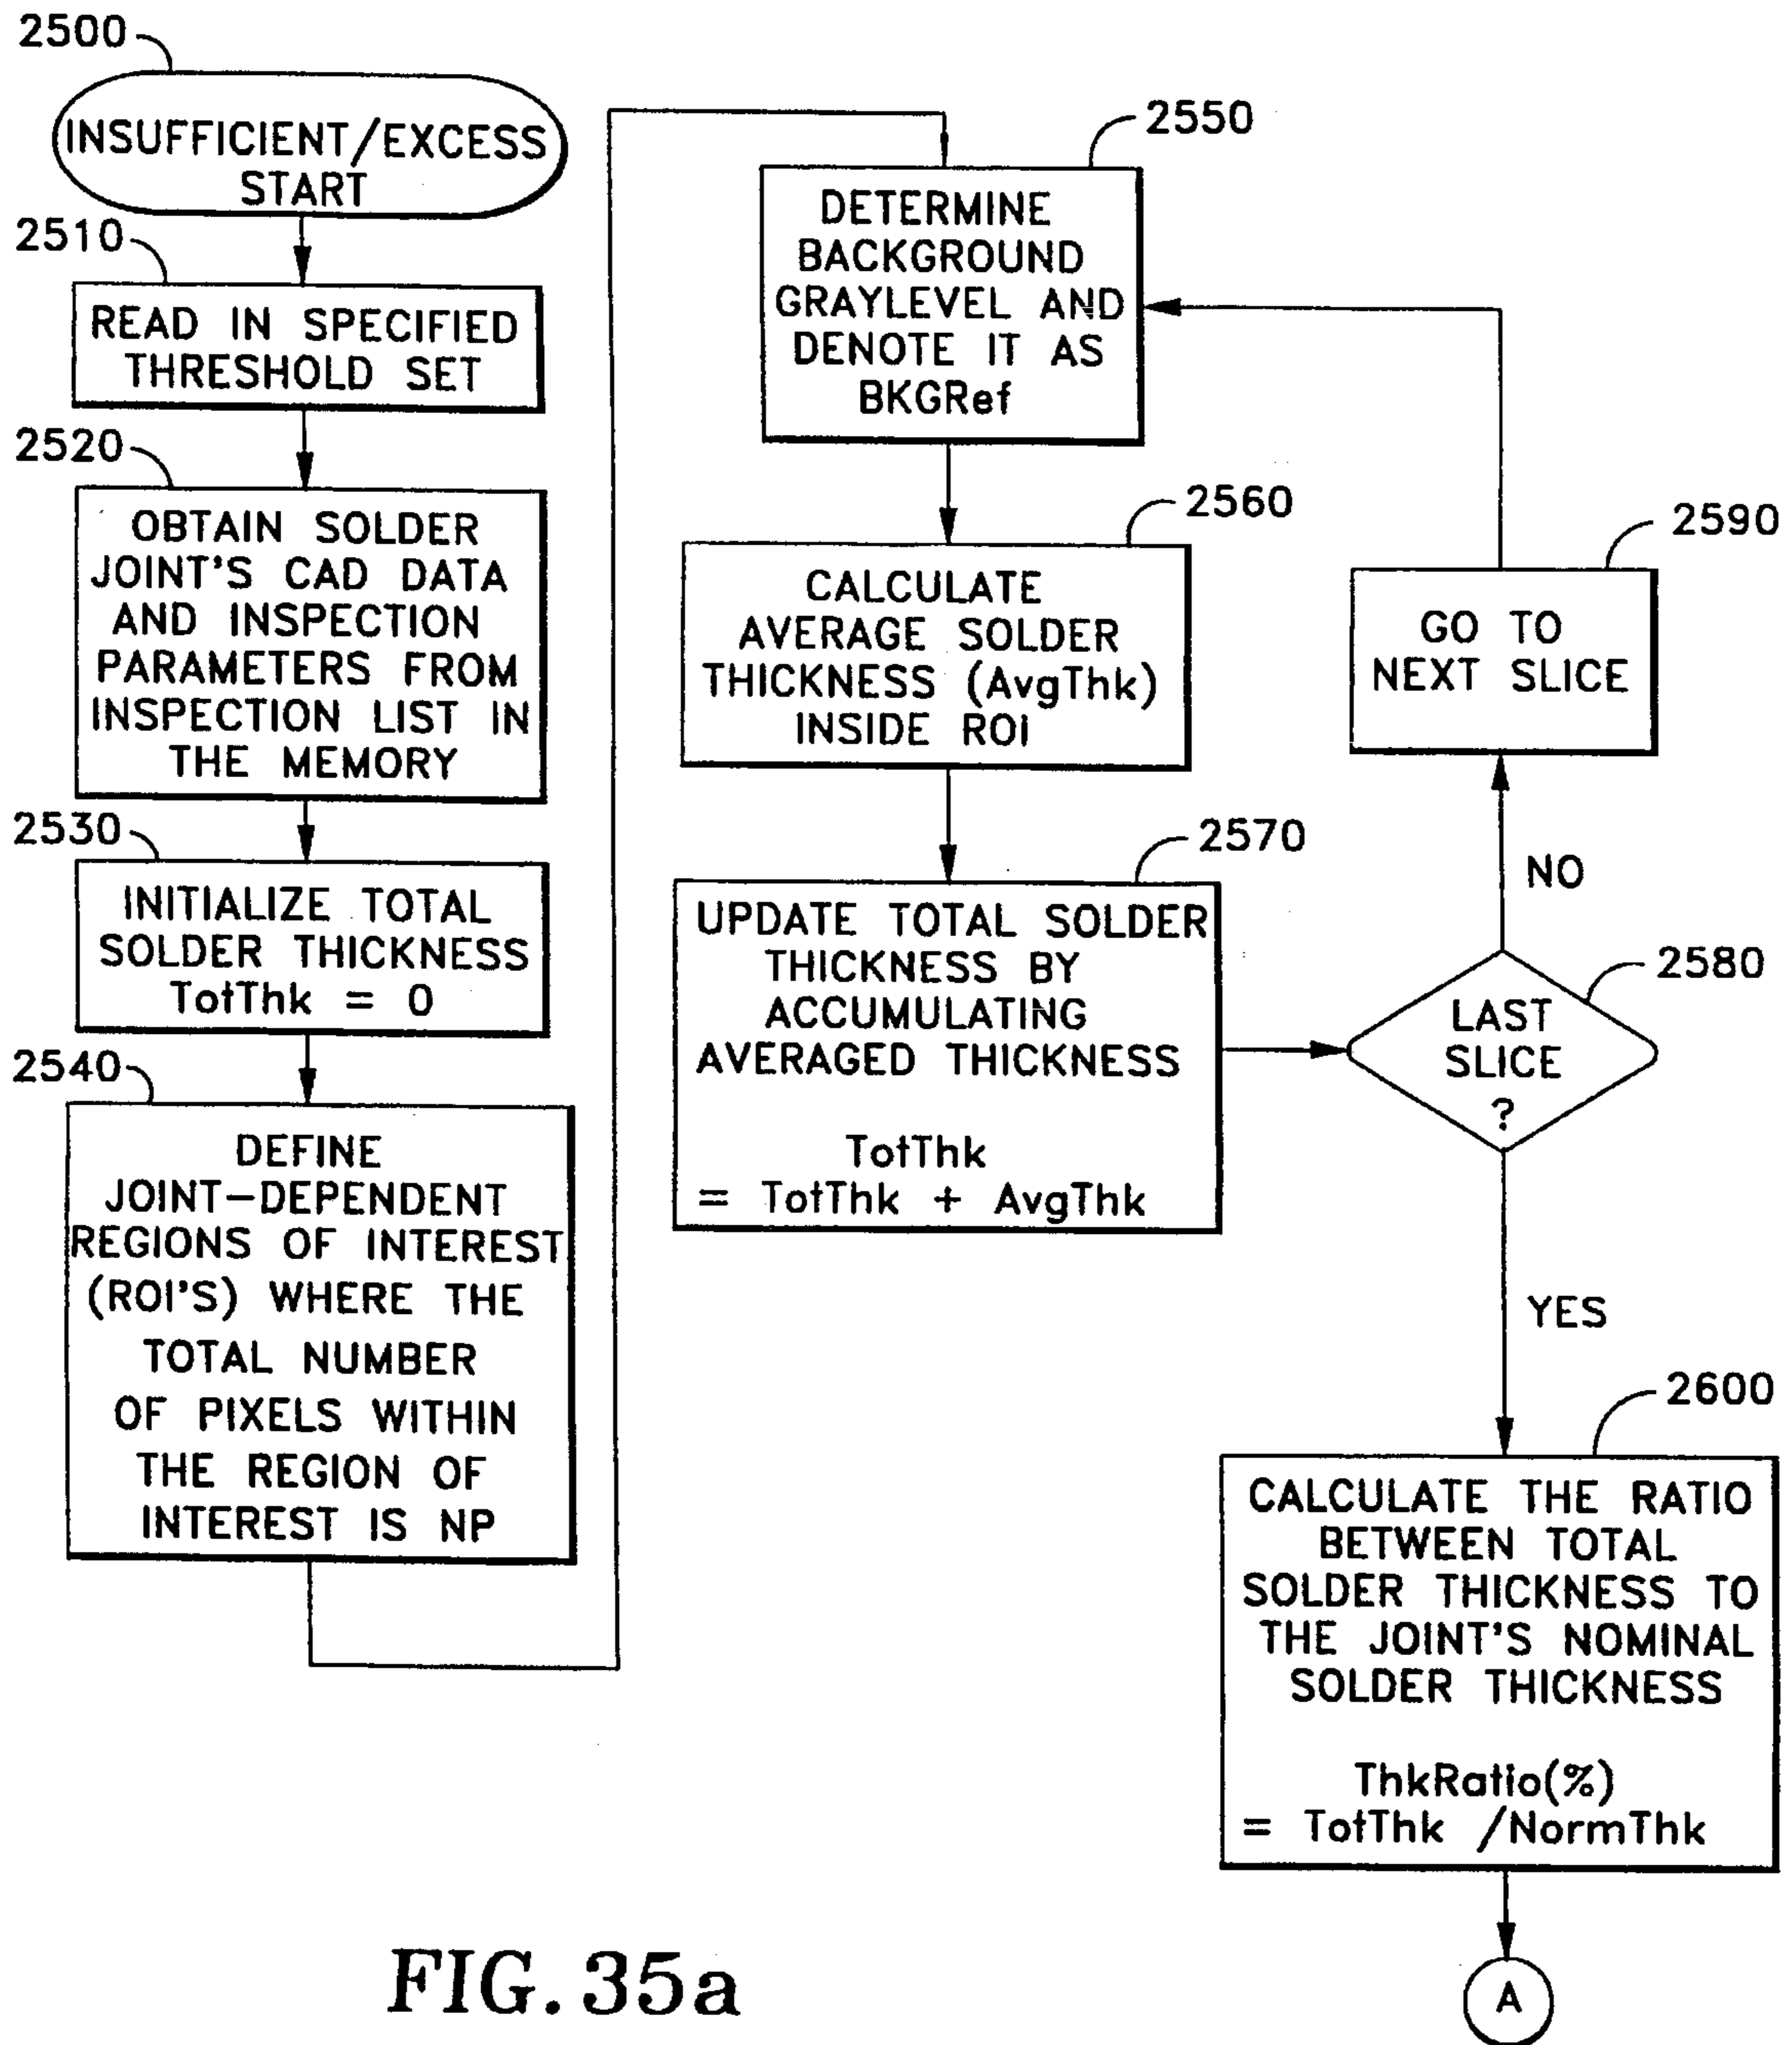 2500
INSUFFICIENT/EXCESS
START
2510
READ IN SPECIFIED
THRESHOLD SET
2520
OBTAIN SOLDER
JOINT'S CAD DATA
AND INSPECTION
PARAMETERS FROM
INSPECTION LIST IN
THE MEMORY
2530
INITIALIZE TOTAL
SOLDER THICKNESS
TotThk = 0
2540
DEFINE
JOINT-DEPENDENT
REGIONS OF INTEREST
(ROI'S) WHERE THE
TOTAL NUMBER
OF PIXELS WITHIN
THE REGION OF
INTEREST IS NP
2550
DETERMINE
BACKGROUND
GRAYLEVEL AND
DENOTE IT AS
BKGRef
2560
CALCULATE
AVERAGE SOLDER
THICKNESS (AvgThk)
INSIDE ROI
2570
UPDATE TOTAL SOLDER
THICKNESS BY
ACCUMULATING
AVERAGED THICKNESS
TotThk
= TotThk + AvgThk
2580
LAST
SLICE
?
NO
2590
GO TO
NEXT SLICE
YES
2600
CALCULATE THE RATIO
BETWEEN TOTAL
SOLDER THICKNESS TO
THE JOINT'S NOMINAL
SOLDER THICKNESS
ThkRatio(%)
= TotThk /NormThk
A
FIG. 35a